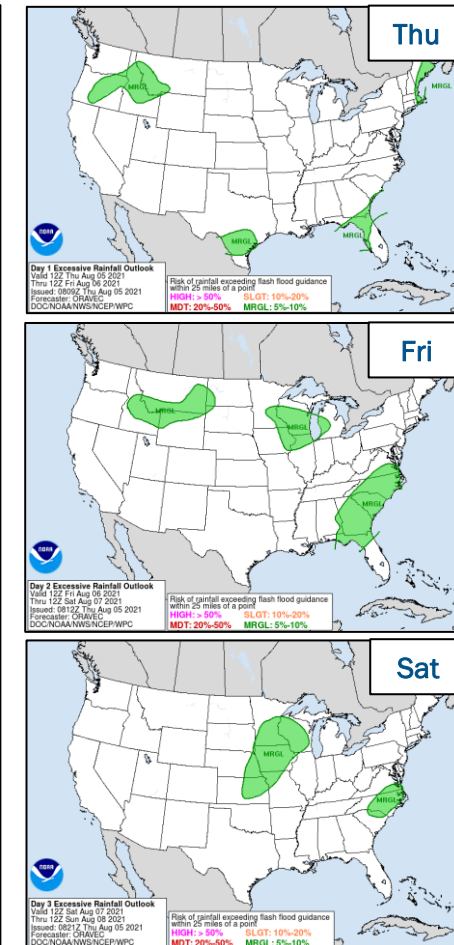 Thu
MRGL
MRGL
MRGL
MRGL
NOAA
Day 1 Excessive Rainfall Outlook
Valid 12Z Thu Aug 05 2021
Thru 12Z Fri Aug 06 2021
Issued: 0809Z Thu Aug 05 2021
Forecaster: ORAVEC
DOC/NOAA/NWS/NCEP/WPC
Risk of rainfall exceeding flash flood guidance
within 25 miles of a point
HIGH: > 50% SLGT: 10%-20%
MDT: 20%-50% MRGL: 5%-10%
Fri
MRGL
MRGL
MRGL
NOAA
Day 2 Excessive Rainfall Outlook
Valid 12Z Fri Aug 06 2021
Thru 12Z Sat Aug 07 2021
Issued: 0812Z Thu Aug 05 2021
Forecaster: ORAVEC
DOC/NOAA/NWS/NCEP/WPC
Risk of rainfall exceeding flash flood guidance
within 25 miles of a point
HIGH: > 50% SLGT: 10%-20%
MDT: 20%-50% MRGL: 5%-10%
Sat
MRGL
MRGL
NOAA
Day 3 Excessive Rainfall Outlook
Valid 12Z Sat Aug 07 2021
Thru 12Z Sun Aug 08 2021
Issued: 0821Z Thu Aug 05 2021
Forecaster: ORAVEC
DOC/NOAA/NWS/NCEP/WPC
Risk of rainfall exceeding flash flood guidance
within 25 miles of a point
HIGH: > 50% SLGT: 10%-20%
MDT: 20%-50% MRGL: 5%-10%